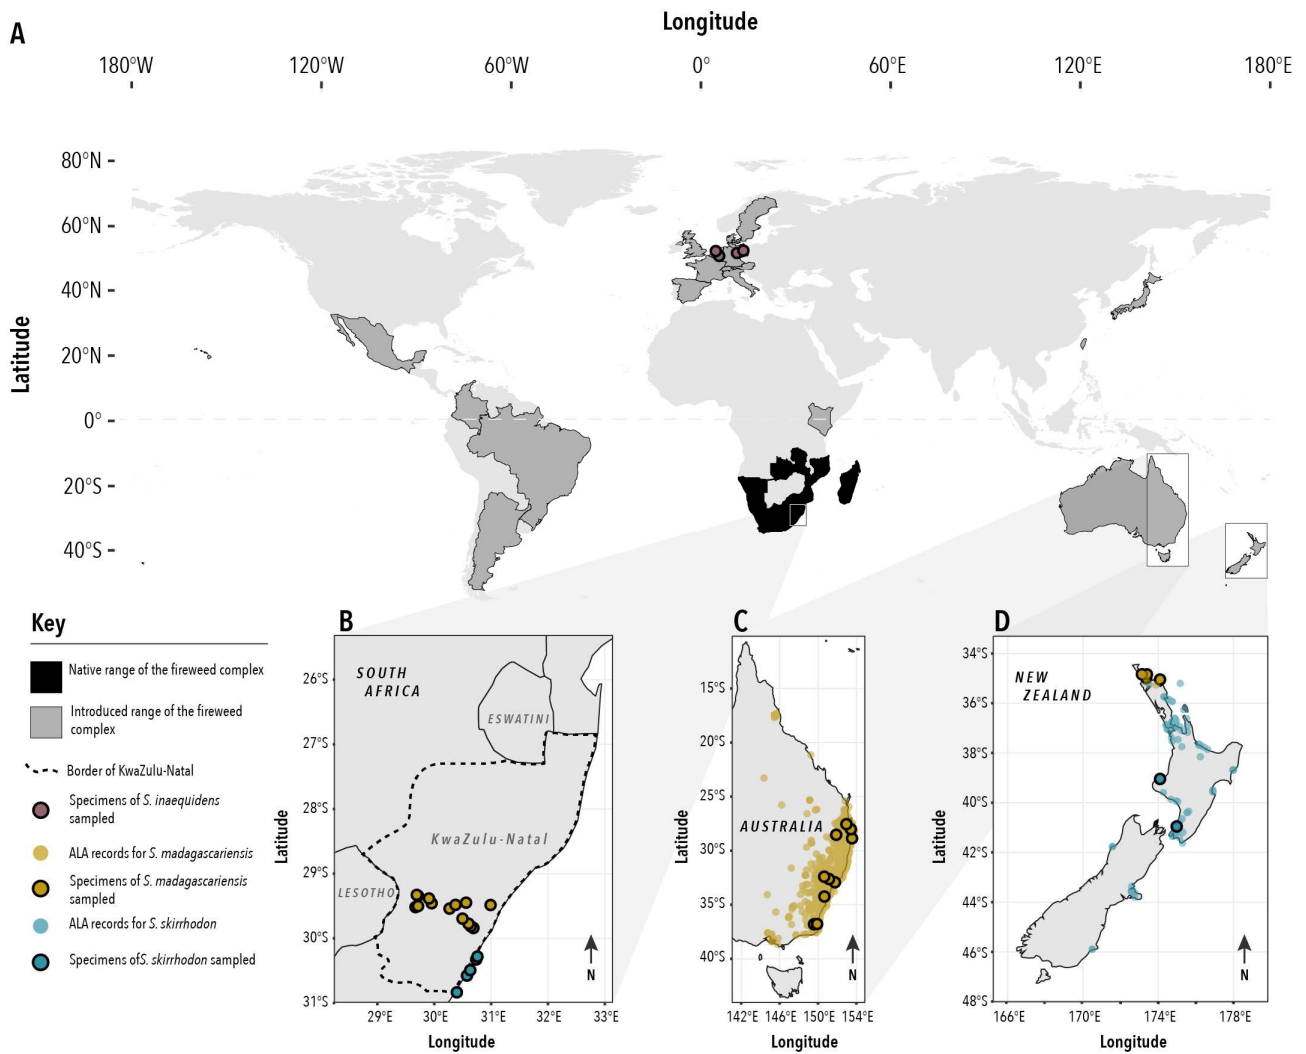 A
Longitude
180°W
120°W
60°W
0°
60°E
120°E
180°E
Latitude
80°N
60°N
40°N
20°N
0°
20°S
40°S
Key
Native range of the fireweed complex
Introduced range of the fireweed
complex
Border of KwaZulu-Natal
Specimens of S. inaequidens
sampled
ALA records for S. madagascariensis
Specimens of S. madagascariensis
sampled
ALA records for S. skirrhodon
Specimens ofS. skirrhodon sampled
B
SOUTH
AFRICA
ESWATINI
KwaZulu-Natal
LESOTHO
N
Latitude
26°S
27°S
28°S
29°S
30°S
31°S
29°E
30°E
31°E
32°E
33°E
Longitude
C
AUSTRALIA
N
Latitude
15°S
20°S
25°S
30°S
35°S
40°S
142°E
146°E
150°E
154°E
Longitude
D
NEW
ZEALAND
N
Latitude
34°S
36°S
38°S
40°S
42°S
44°S
46°S
48°S
166°E
170°E
174°E
178°E
Longitude